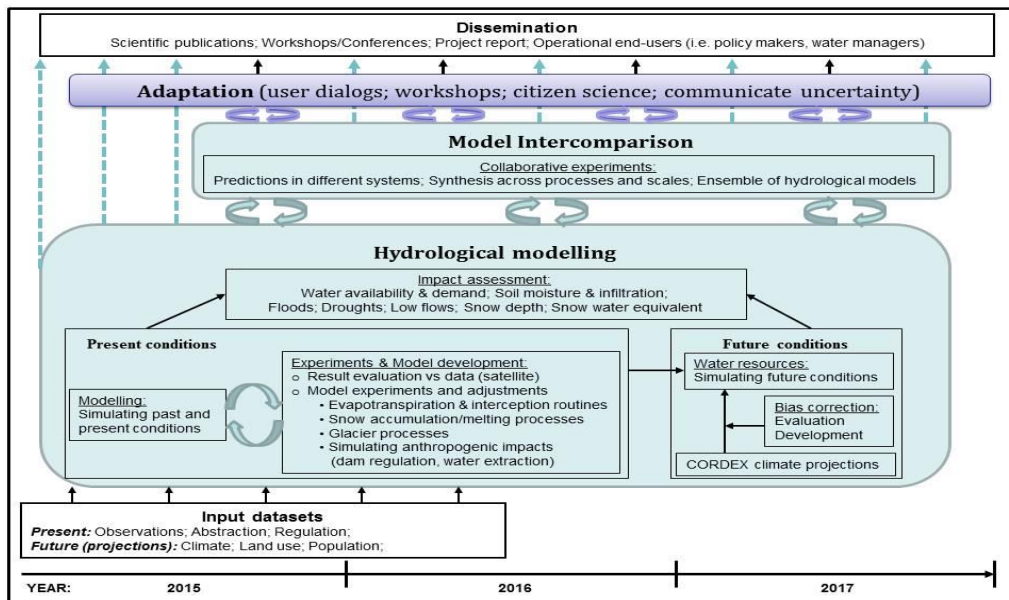 Dissemination
Scientific publications; Workshops/Conferences; Project report; Operational end-users (i.e. policy makers, water managers)
Adaptation (user dialogs; workshops; citizen science; communicate uncertainty)
Model Intercomparison
Collaborative experiments:
Predictions in different systems; Synthesis across processes and scales; Ensemble of hydrological models
Hydrological modelling
Impact assessment:
Water availability & demand; Soil moisture & infiltration;
Floods; Droughts; Low flows; Snow depth; Snow water equivalent
Present conditions
Modelling:
Simulating past and
present conditions
Experiments & Model development:
o Result evaluation vs data (satellite)
o Model experiments and adjustments
• Evapotranspiration & interception routines
• Snow accumulation/melting processes
• Glacier processes
• Simulating anthropogenic impacts
(dam regulation, water extraction)
Future conditions
Water resources:
Simulating future conditions
Bias correction:
Evaluation
Development
CORDEX climate projections
Input datasets
Present: Observations; Abstraction; Regulation;
Future (projections): Climate; Land use; Population;
YEAR: 2015 2016 2017